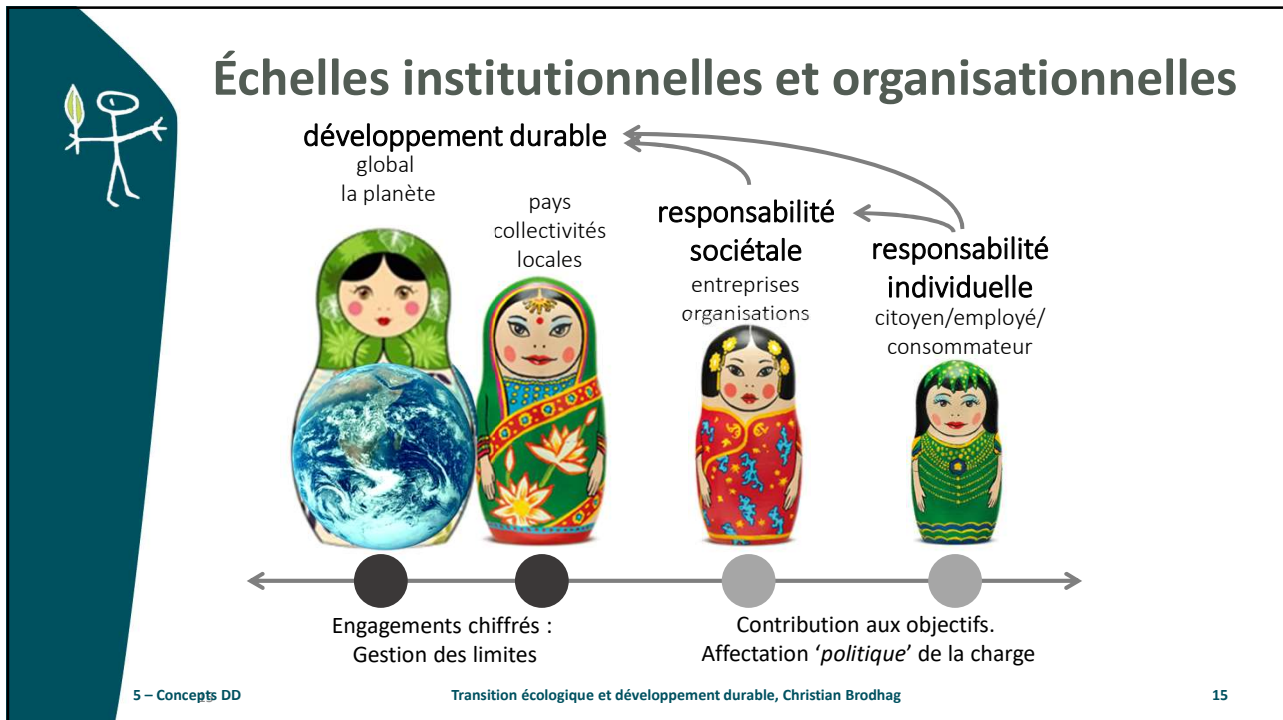 Échelles institutionnelles et organisationnelles
développement durable
global
la planète
pays
collectivités
locales
responsabilité
sociétale
entreprises
organisations
responsabilité
individuelle
citoyen/employé/
consommateur
Engagements chiffrés :
Gestion des limites
Contribution aux objectifs.
Affectation ‘politique’ de la charge
5 – Concepts DD
Transition écologique et développement durable, Christian Brodhag
15